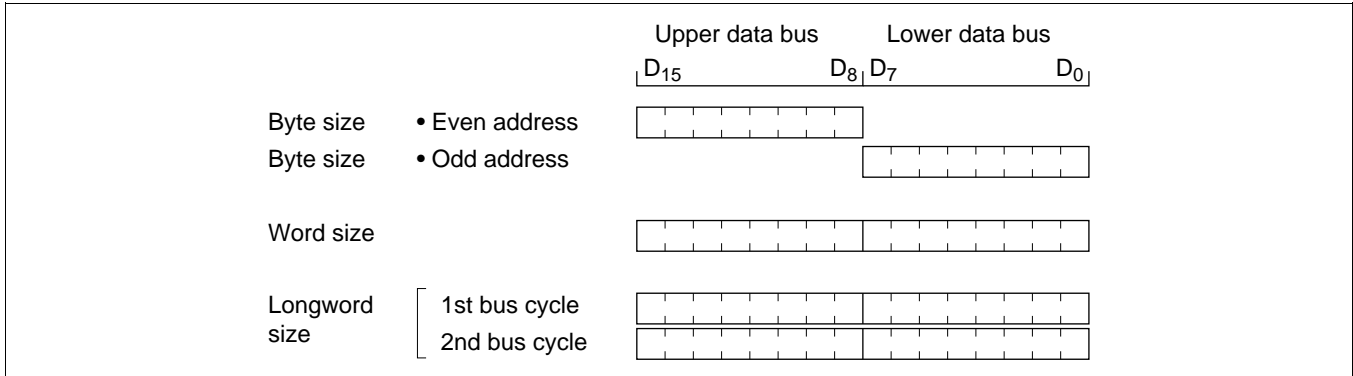 Upper data bus Lower data bus
D15 D8 D7 D0
Byte size • Even address
Byte size • Odd address
Word size
Longword size
1st bus cycle
2nd bus cycle